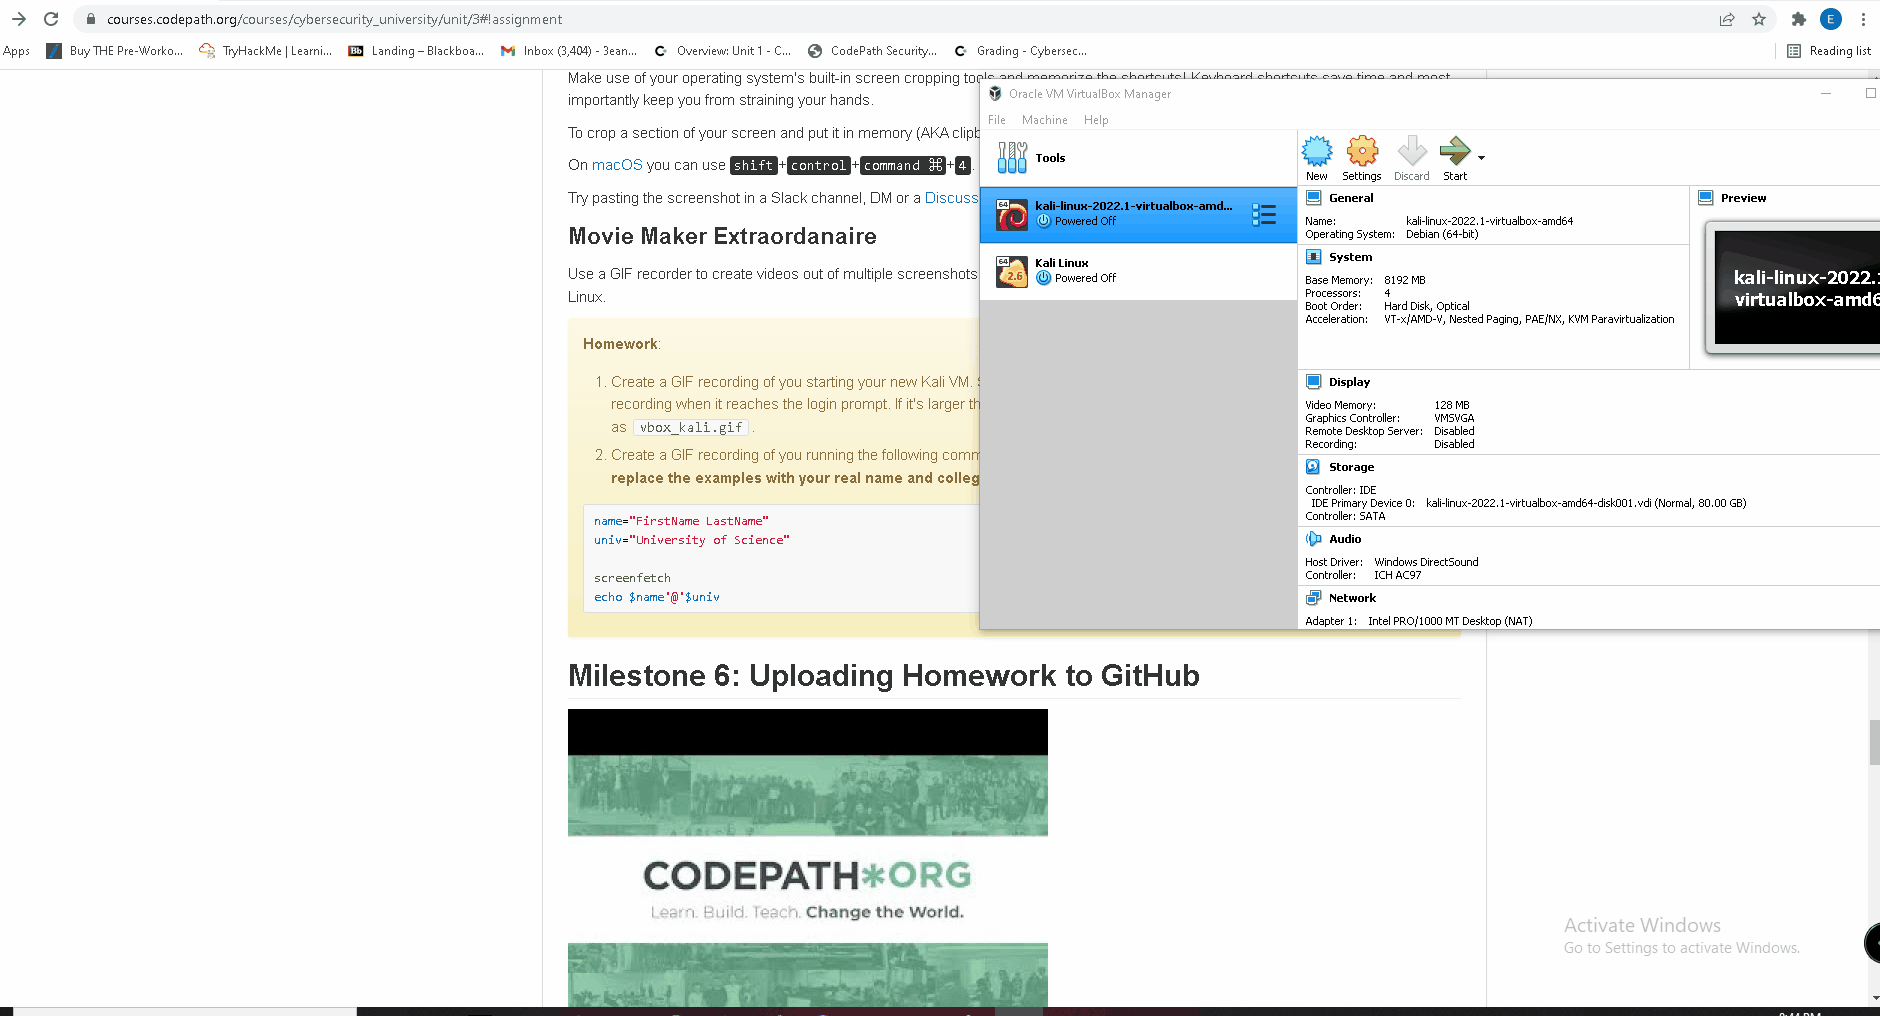 courses.codepath.org/courses/cybersecurity_university/unit/3#!assignment
E
Apps
Buy THE Pre-Worko...
TryHackMe | Learni...
Bb
Landing – Blackboa...
Inbox (3,404) - 3ean...
Overview: Unit 1 - C...
CodePath Security,...
Grading - Cybersec...
Reading list
Make use of your operating system's built-in screen cropping tools and memorize the shortcuts! Keyboard shortcuts save time and most
importantly keep you from straining your hands.
To crop a section of your screen and put it in memory (AKA clipb
On macOS you can use shift+control+command ⌘+4.
Try pasting the screenshot in a Slack channel, DM or a Discuss
Movie Maker Extraordanaire
Use a GIF recorder to create videos out of multiple screenshots
Linux.
Homework:
1. Create a GIF recording of you starting your new Kali VM. S
recording when it reaches the login prompt. If it's larger th
as vbox_kali.gif.
2. Create a GIF recording of you running the following comm
replace the examples with your real name and colleg
name="FirstName LastName"
univ="University of Science"
screenfetch
echo $name'@'$univ
Milestone 6: Uploading Homework to GitHub
CODEPATH*ORG
Learn. Build. Teach. Change the World.
Oracle VM VirtualBox Manager
File Machine Help
Tools
64
kali-linux-2022.1-virtualbox-amd...
Powered Off
64
2.6
Kali Linux
Powered Off
New Settings Discard Start
General
Name: kali-linux-2022.1-virtualbox-amd64
Operating System: Debian (64-bit)
System
Base Memory: 8192 MB
Processors: 4
Boot Order: Hard Disk, Optical
Acceleration: VT-x/AMD-V, Nested Paging, PAE/NX, KVM Paravirtualization
Preview
kali-linux-2022.1
virtualbox-amd6
Display
Video Memory: 128 MB
Graphics Controller: VMSVGA
Remote Desktop Server: Disabled
Recording: Disabled
Storage
Controller: IDE
IDE Primary Device 0: kali-linux-2022.1-virtualbox-amd64-disk001.vdi (Normal, 80.00 GB)
Controller: SATA
Audio
Host Driver: Windows DirectSound
Controller: ICH AC97
Network
Adapter 1: Intel PRO/1000 MT Desktop (NAT)
Activate Windows
Go to Settings to activate Windows.